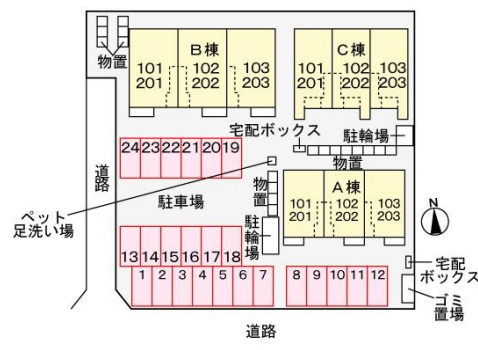 物置
B棟
101 102 103
201 202 203
C棟
101 102 103
201 202 203
宅配ボックス
駐輪場
物置
24 23 22 21 20 19
道路
駐車場
ペット
足洗い場
物置
駐輪場
A棟
101 102 103
201 202 203
N
13 14 15 16 17 18
1 2 3 4 5 6 7
8 9 10 11 12
宅配
ボックス
ゴミ
置場
道路